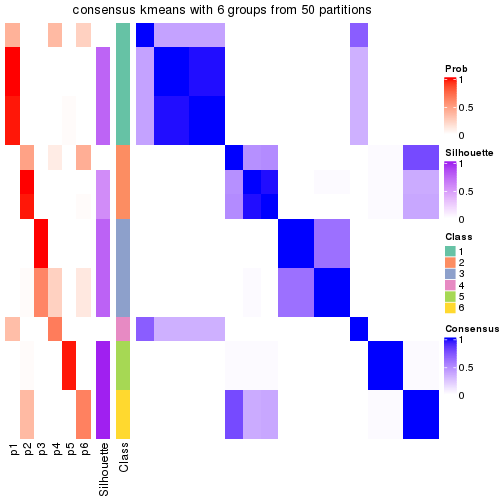 consensus kmeans with 6 groups from 50 partitions
Prob
1
0.5
0
Silhouette
1
0.5
0
Class
1
2
3
4
5
6
Consensus
1
0.5
0
p1
p2
p3
p4
p5
p6
Silhouette
Class